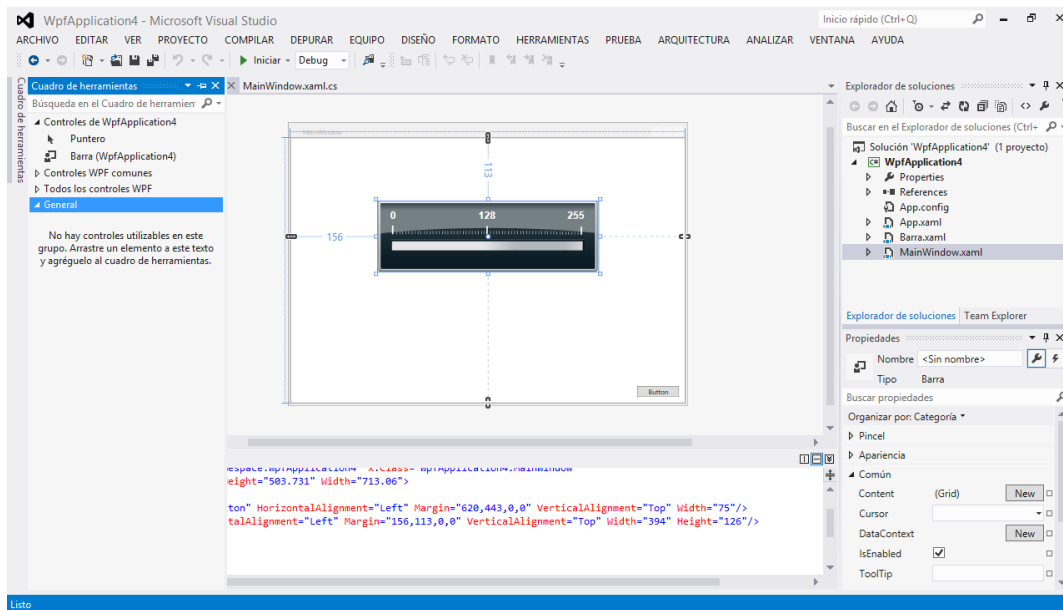 WpfApplication4 - Microsoft Visual Studio
Inicio rápido (Ctrl+Q)
ARCHIVO EDITAR VER PROYECTO COMPILAR DEPURAR EQUIPO DISEÑO FORMATO HERRAMIENTAS PRUEBA ARQUITECTURA ANALIZAR VENTANA AYUDA
Iniciar Debug
Cuadro de herramientas
Cuadro de herramientas
Búsqueda en el Cuadro de herramien
Controles de WpfApplication4
Puntero
Barra (WpfApplication4)
Controles WPF comunes
Todos los controles WPF
General
No hay controles utilizables en este
grupo. Arrastre un elemento a este texto
y agréguelo al cuadro de herramientas.
MainWindow.xaml.cs
MainWindow
113
0 128 255
156
Button
eight="503.731" Width="713.06">
ton" HorizontalAlignment="Left" Margin="620,443,0,0" VerticalAlignment="Top" Width="75"/>
talAlignment="Left" Margin="156,113,0,0" VerticalAlignment="Top" Width="394" Height="126"/>
Explorador de soluciones
Buscar en el Explorador de soluciones (Ctrl+
Solución 'WpfApplication4' (1 proyecto)
WpfApplication4
Properties
References
App.config
App.xaml
Barra.xaml
MainWindow.xaml
Explorador de soluciones Team Explorer
Propiedades
Nombre <Sin nombre>
Tipo Barra
Buscar propiedades
Organizar por: Categoría
Pincel
Apariencia
Común
Content (Grid) New
Cursor
DataContext New
IsEnabled
ToolTip
Listo